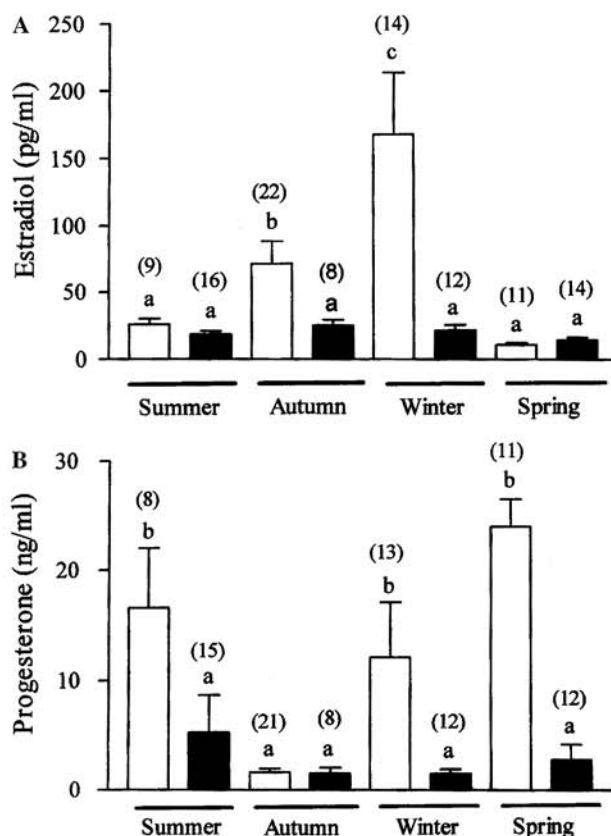 A
Estradiol (pg/ml)
250
200
150
100
50
0
(9)
a
(16)
a
(22)
b
(8)
a
(14)
c
(12)
a
(11)
a
(14)
a
Summer Autumn Winter Spring
B
Progesterone (ng/ml)
30
20
10
0
(8)
b
(15)
a
(21)
a
(8)
a
(13)
b
(12)
a
(11)
b
(12)
a
Summer Autumn Winter Spring